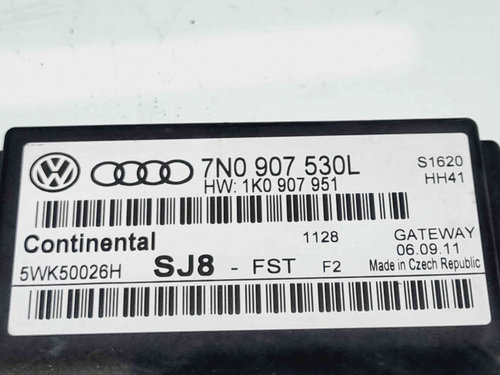 7N0 907 530L
HW: 1K0 907 951
S1620
HH41
Continental
1128
GATEWAY
06.09.11
5WK50026H
SJ8 - FST F2
Made in Czech Republic